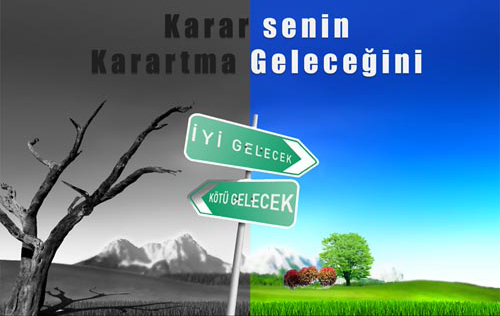 Karar senin
Karartma Geleceğini
İYİ GELECEK
KÖTÜ GELECEK